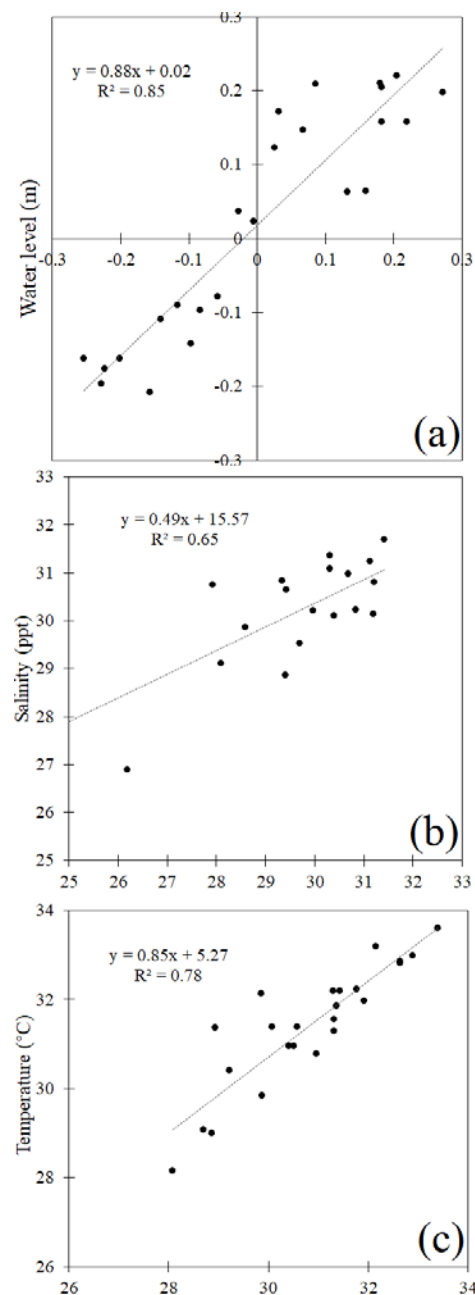 0.3
y = 0.88x + 0.02
R² = 0.85
0.2
0.1
0
-0.3 -0.2 -0.1 0 0.1 0.2 0.3
-0.1
-0.2
-0.3
Water level (m)
(a)
33
y = 0.49x + 15.57
R² = 0.65
32
31
30
29
28
27
26
25
25 26 27 28 29 30 31 32 33
Salinity (ppt)
(b)
34
y = 0.85x + 5.27
R² = 0.78
32
30
28
26
26 28 30 32 34
Temperature (°C)
(c)